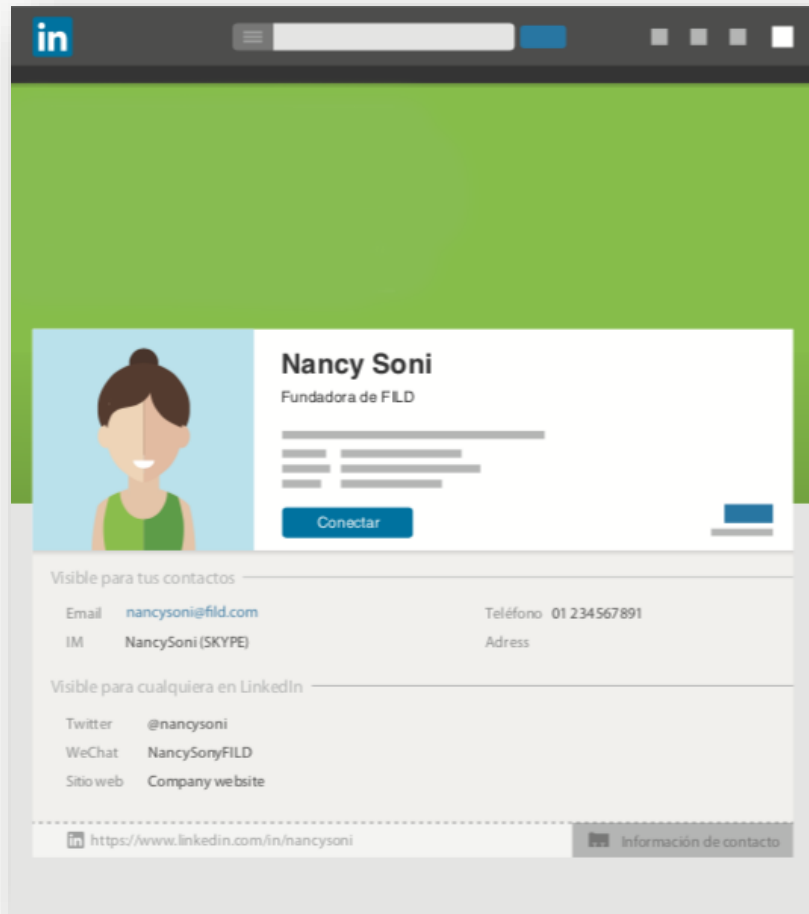 in
Nancy Soni
Fundadora de FILD
Conectar
Visible para tus contactos
Email nancysoni@fild.com Teléfono 01 234567891
IM NancySoni (SKYPE) Adress
Visible para cualquiera en LinkedIn
Twitter @nancysoni
WeChat NancySonyFILD
Sitio web Company website
in https://www.linkedin.com/in/nancysoni Información de contacto